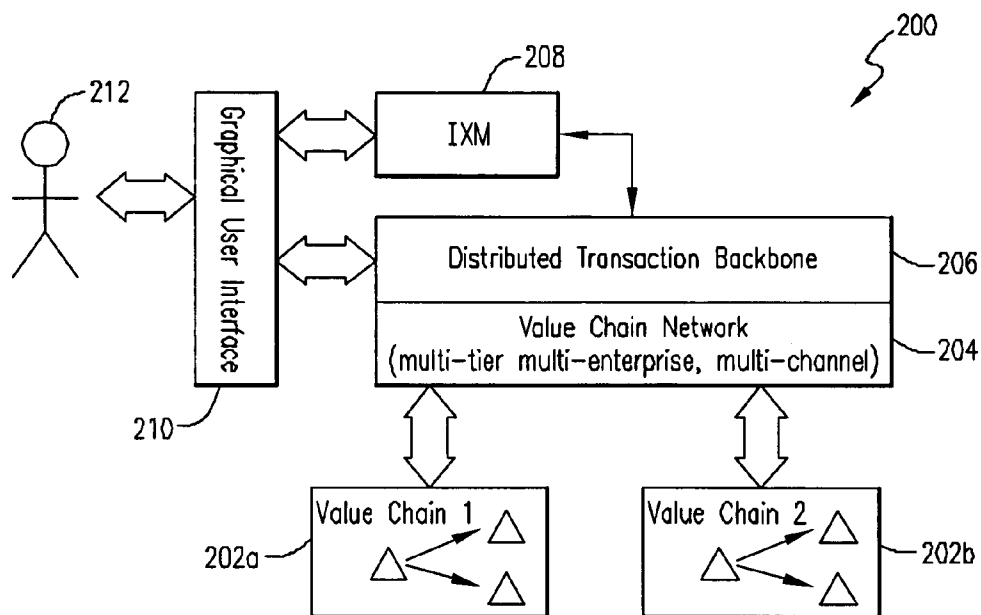 200
208
212
IXM
Graphical User Interface
Distributed Transaction Backbone
206
Value Chain Network
(multi-tier multi-enterprise, multi-channel)
204
210
Value Chain 1
Value Chain 2
202a
202b